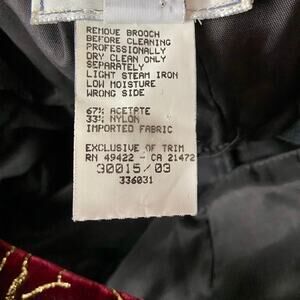 REMOVE BROOCH
BEFORE CLEANING
PROFESSIONALLY
DRY CLEAN ONLY
SEPARATELY
LIGHT STEAM IRON
LOW MOISTURE
WRONG SIDE
67% ACETATE
33% NYLON
IMPORTED FABRIC
EXCLUSIVE OF TRIM
RN 49422 - CA 21472
30015/03
336031